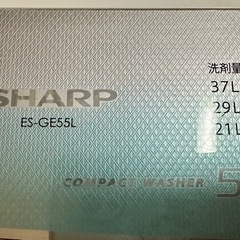 SHARP
ES-GE55L
洗剤量
37L
29L
21L
COMPACT WASHER
5